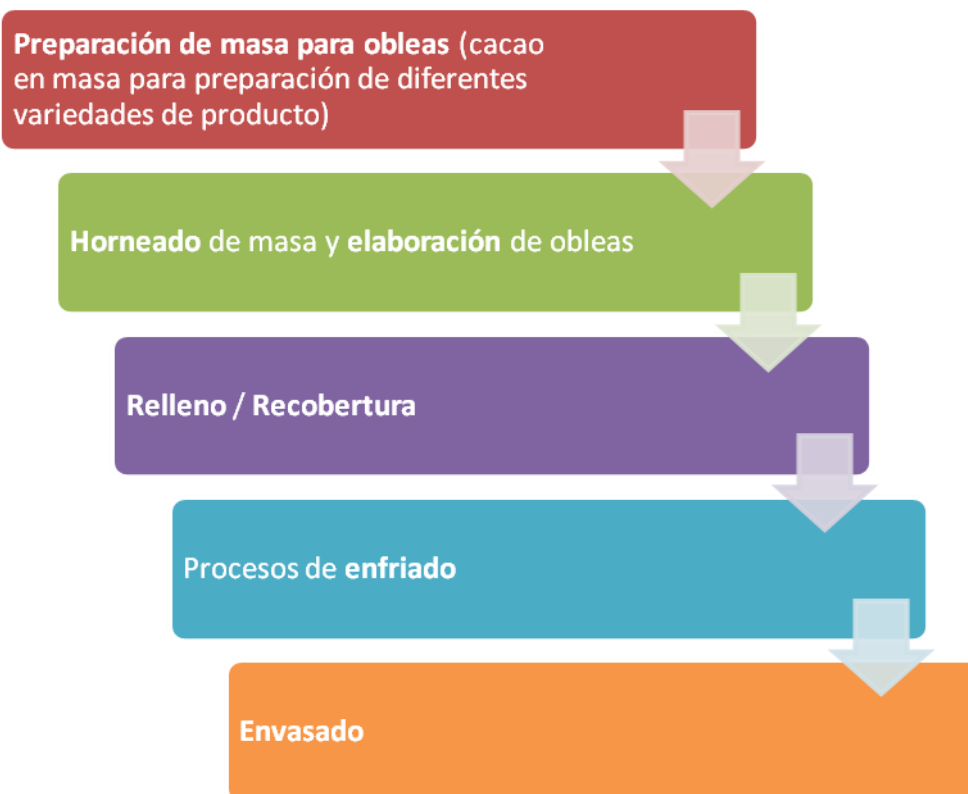 Preparación de masa para obleas (cacao
en masa para preparación de diferentes
variedades de producto)
Horneado de masa y elaboración de obleas
Relleno / Recobertura
Procesos de enfriado
Envasado